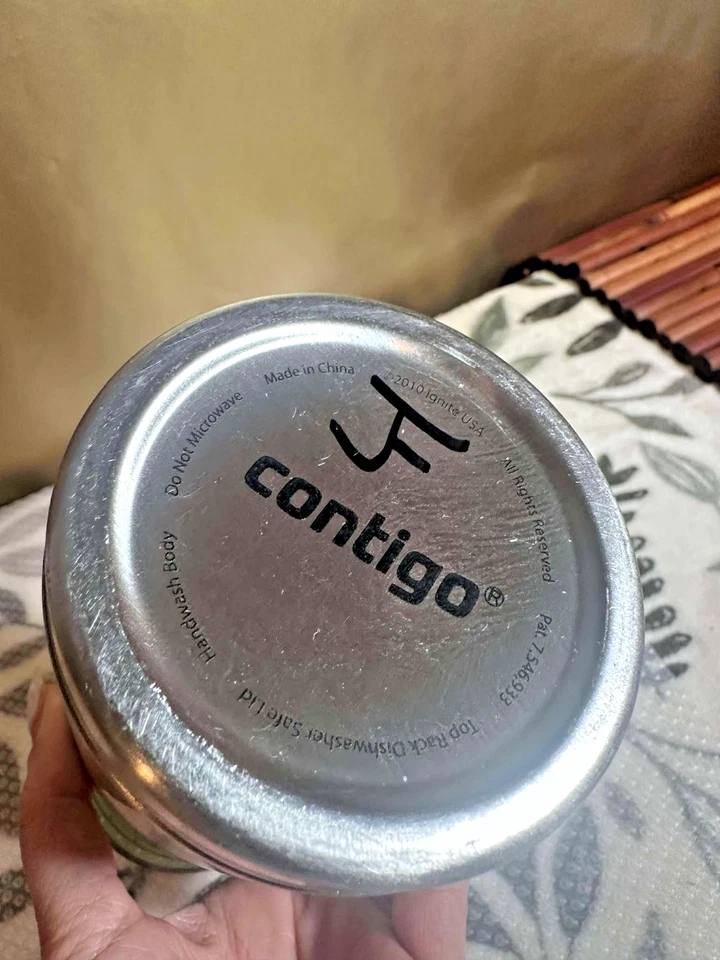 contigo®
Made in China
©2010 Ignite USA
All Rights Reserved
Pat. 7,546,933
Top Rack Dishwasher Safe Lid
Handwash Body
Do Not Microwave